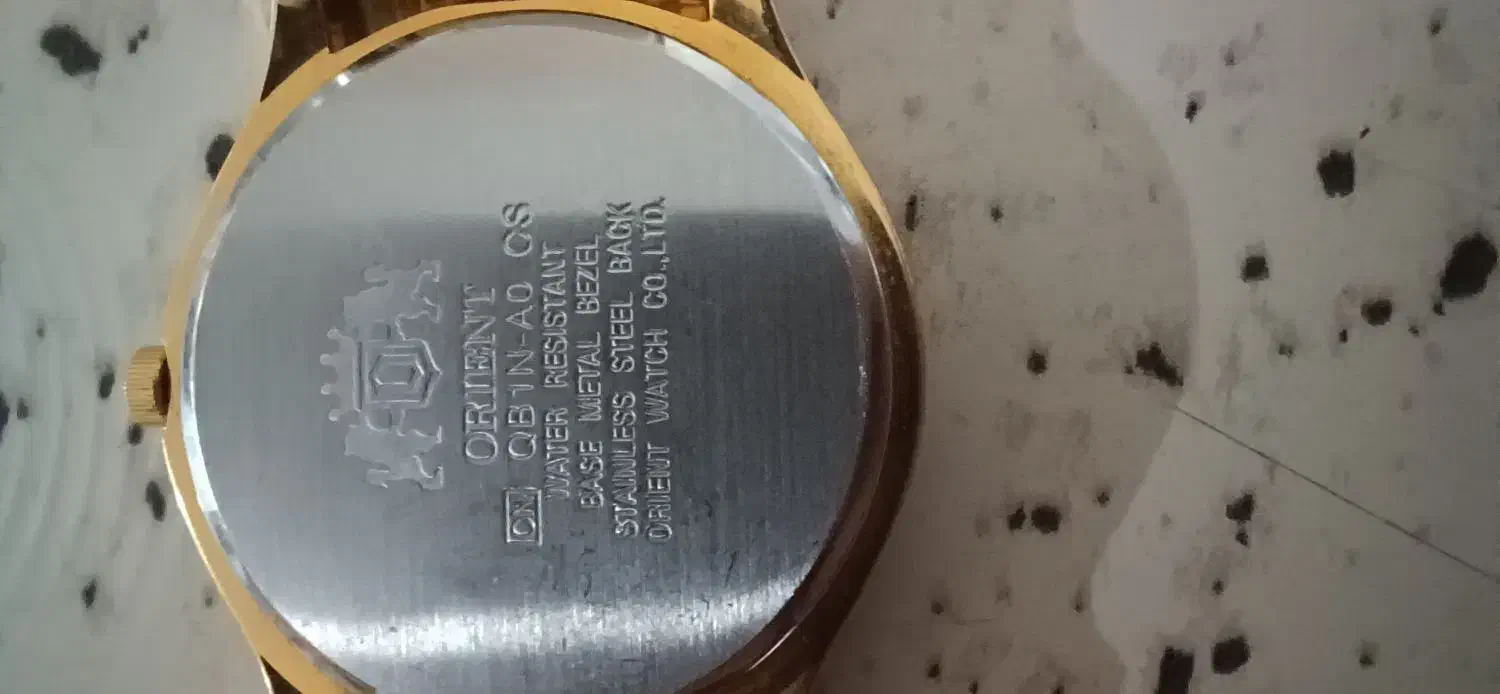 ORIENT
CN QB1N-A0 CS
WATER RESISTANT
BASE METAL BEZEL
STAINLESS STEEL BACK
ORIENT WATCH CO.,LTD.